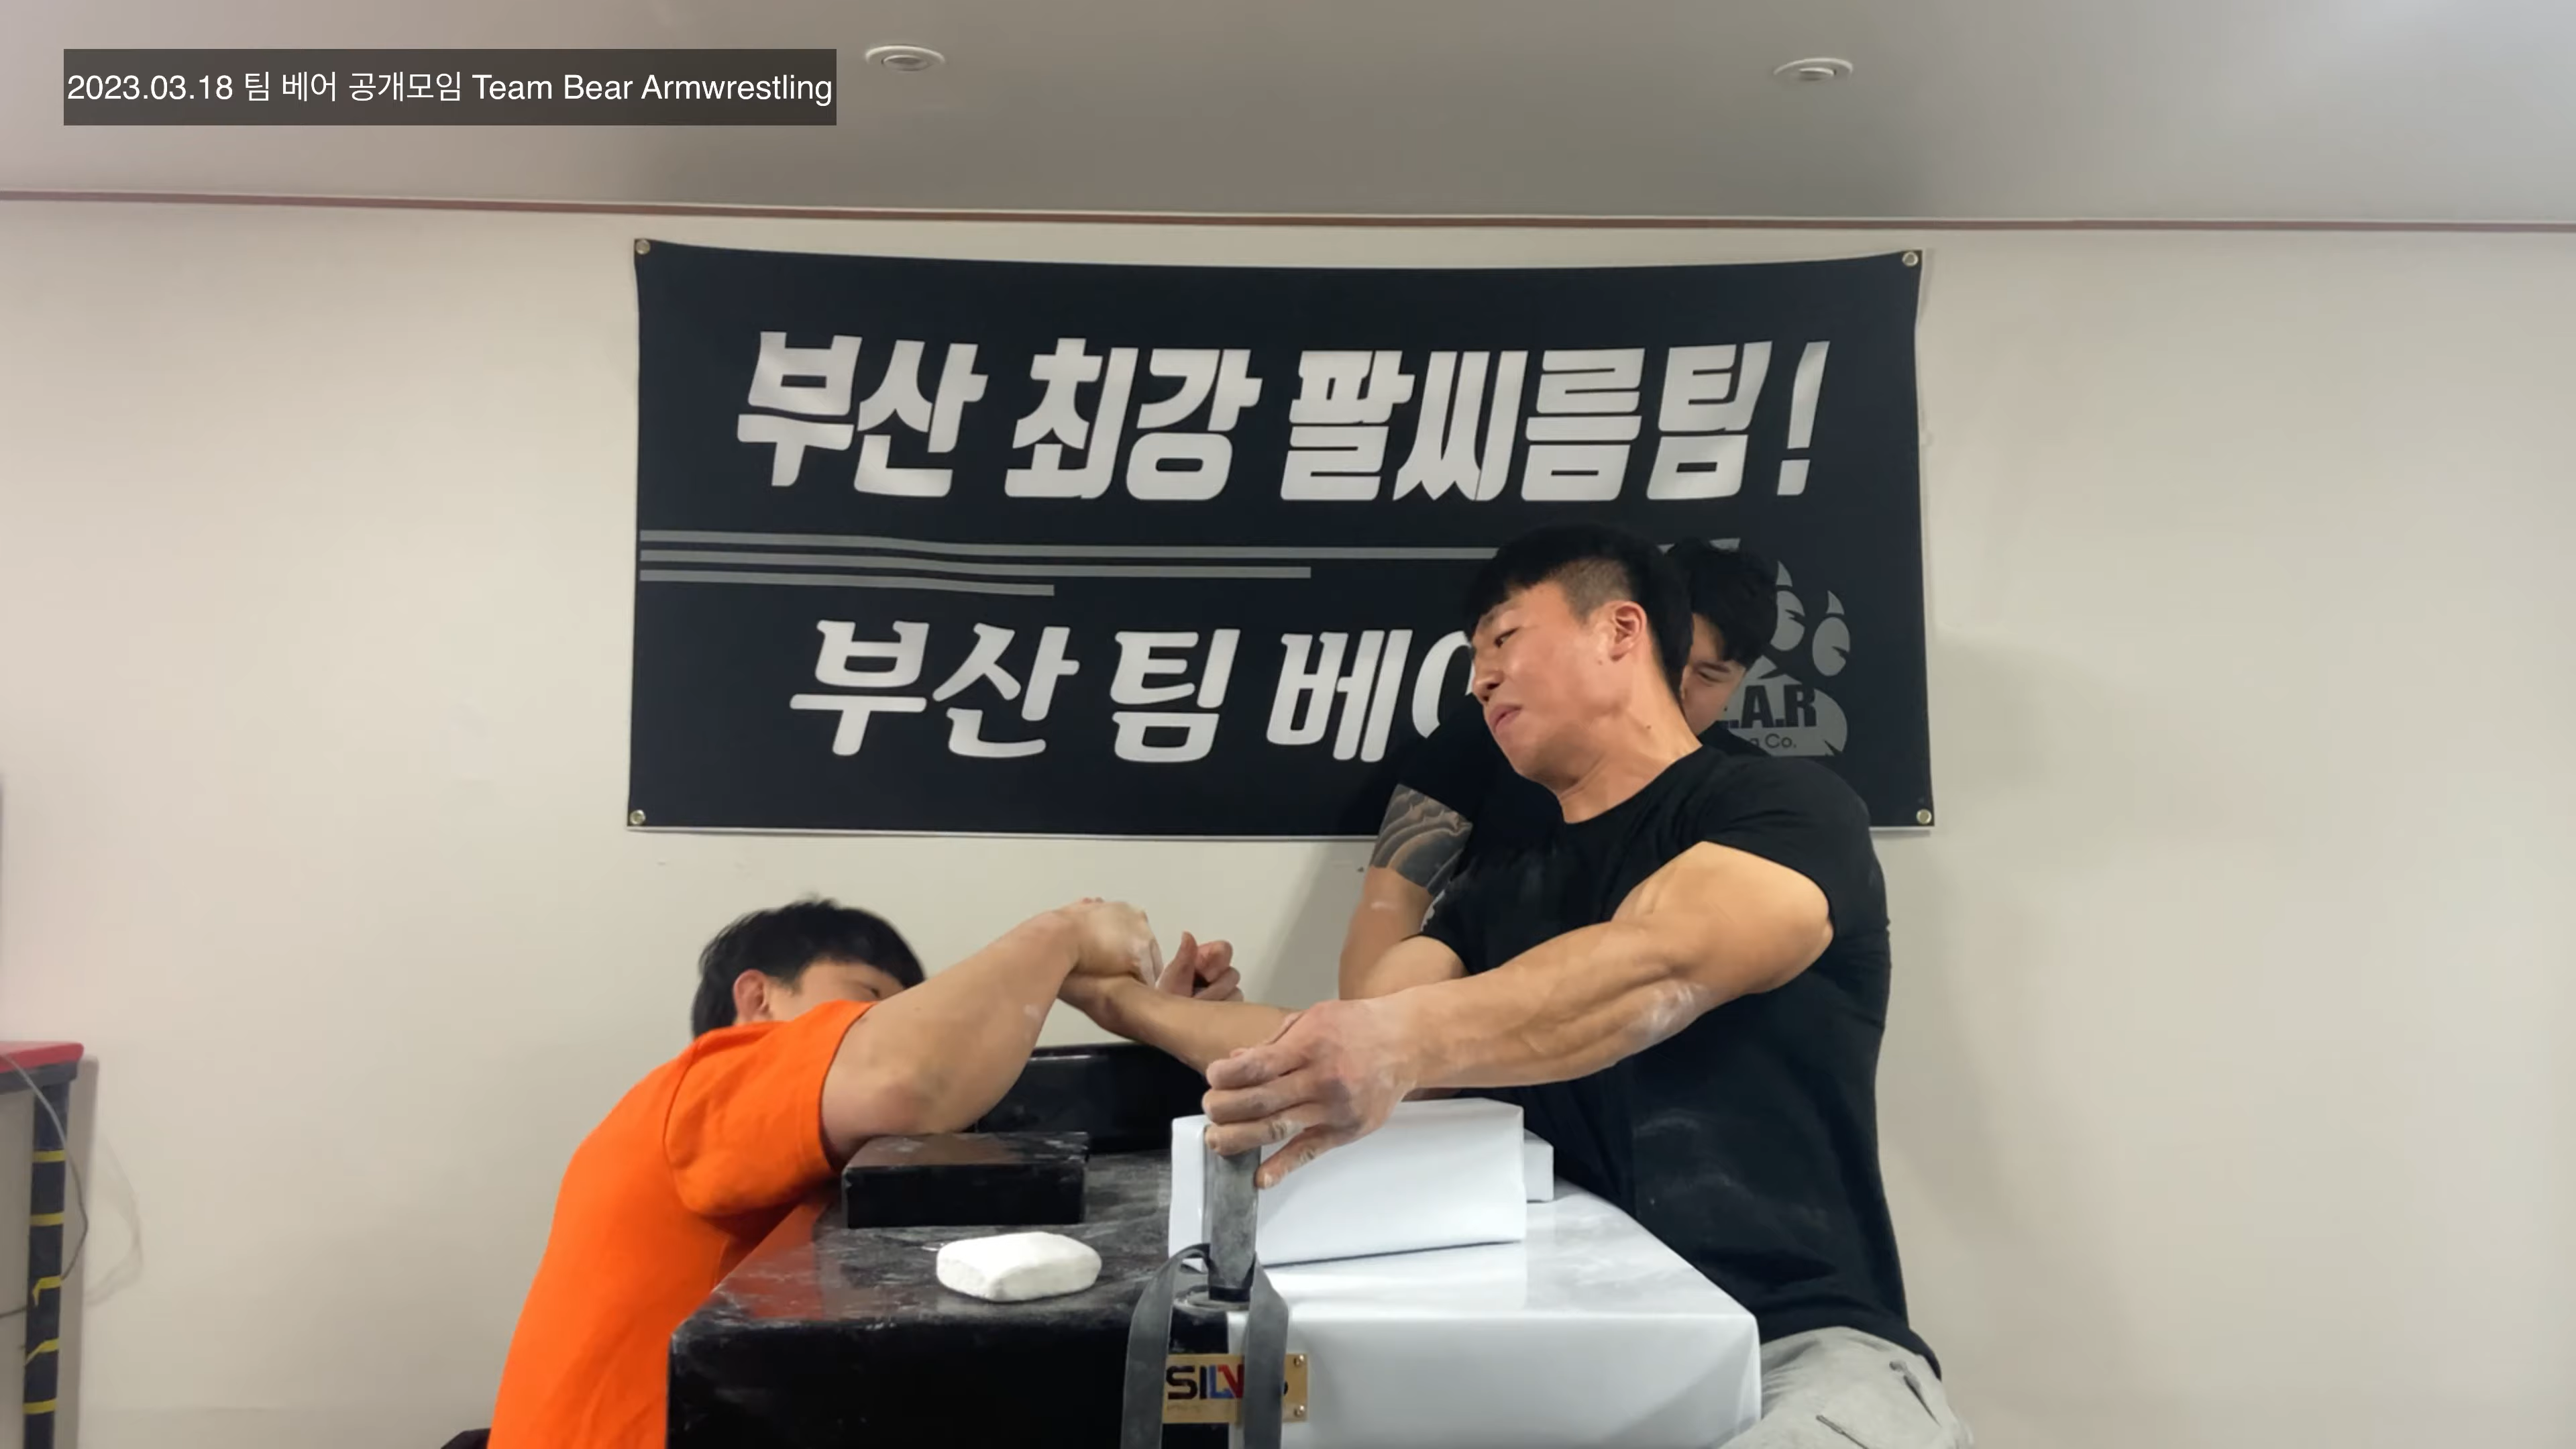 2023.03.18 팀 베어 공개모임 Team Bear Armwrestling
부산 최강 팔씨름팀!
부산 팀 베
Co.